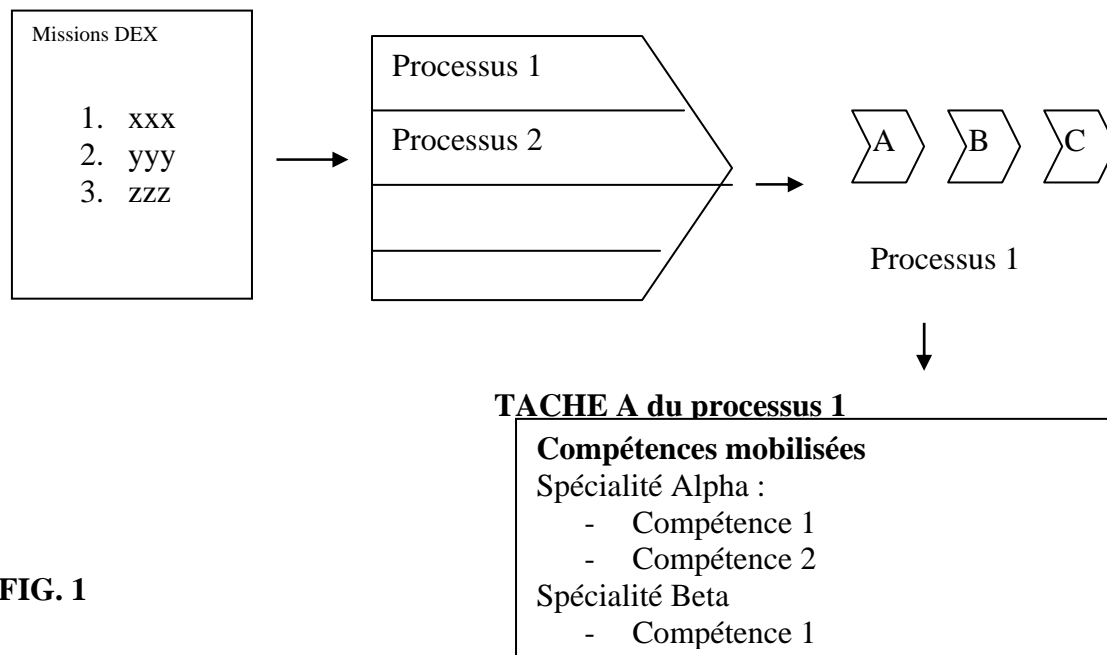 Missions DEX
1. xxx
2. yyy
3. zzz
Processus 1
Processus 2
A B C
Processus 1
TACHE A du processus 1
Compétences mobilisées
Spécialité Alpha :
- Compétence 1
- Compétence 2
Spécialité Beta
- Compétence 1
FIG. 1